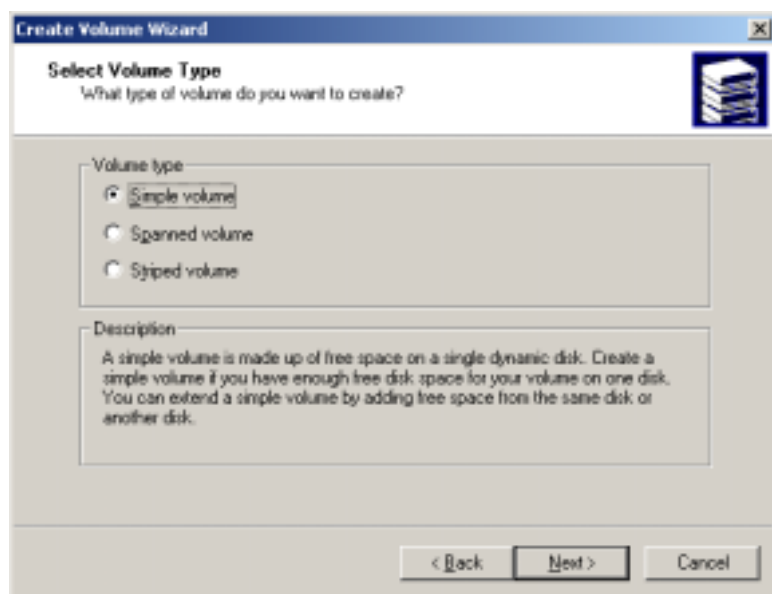 Create Volume Wizard
Select Volume Type
What type of volume do you want to create?
Volume type
Simple volume
Spanned volume
Striped volume
Description
A simple volume is made up of free space on a single dynamic disk. Create a
simple volume if you have enough free disk space for your volume on one disk.
You can extend a simple volume by adding free space from the same disk or
another disk.
< Back
Next >
Cancel